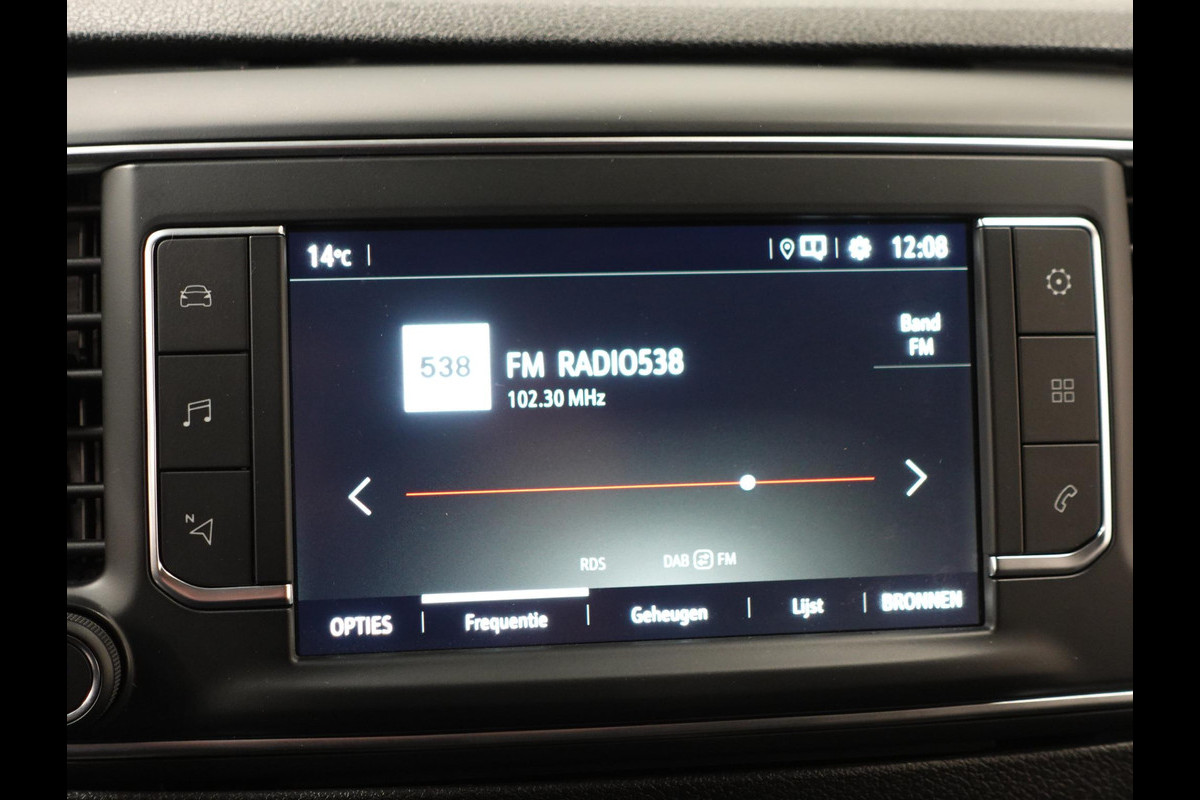 14°C
12:08
Band
FM
538
FM RADIO538
102.30 MHz
RDS
DAB FM
OPTIES
Frequentie
Geheugen
Lijst
BRONNEN
N